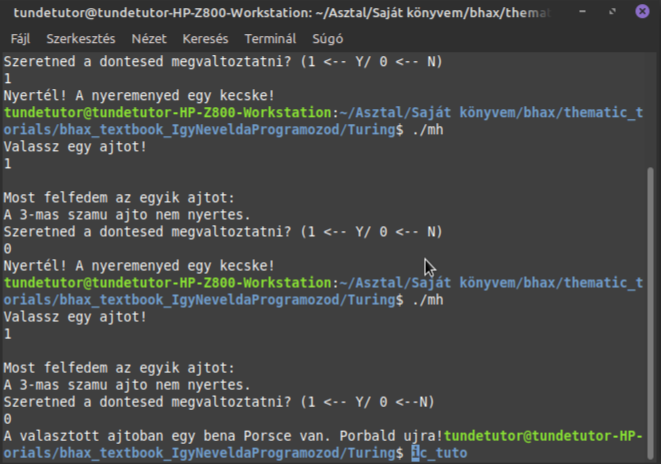 tundetutor@tundetutor-HP-Z800-Workstation: ~/Asztal/Saját könyvem/bhax/themat
Fájl Szerkesztés Nézet Keresés Terminál Súgó
Szeretned a dontesed megvaltoztatni? (1 <-- Y/ 0 <-- N)
1
Nyertél! A nyeremenyed egy kecske!
tundetutor@tundetutor-HP-Z800-Workstation:~/Asztal/Saját könyvem/bhax/thematic_t
orials/bhax_textbook_IgyNeveldaProgramozod/Turing$ ./mh
Valassz egy ajtot!
1
Most felfedem az egyik ajtot:
A 3-mas szamu ajto nem nyertes.
Szeretned a dontesed megvaltoztatni? (1 <-- Y/ 0 <-- N)
0
Nyertél! A nyeremenyed egy kecske!
tundetutor@tundetutor-HP-Z800-Workstation:~/Asztal/Saját könyvem/bhax/thematic_t
orials/bhax_textbook_IgyNeveldaProgramozod/Turing$ ./mh
Valassz egy ajtot!
1
Most felfedem az egyik ajtot:
A 3-mas szamu ajto nem nyertes.
Szeretned a dontesed megvaltoztatni? (1 <-- Y/ 0 <--N)
0
A valasztott ajtoban egy bena Porsce van. Porbald ujra!tundetutor@tundetutor-HP-
orials/bhax_textbook_IgyNeveldaProgramozod/Turing$ ic_tuto